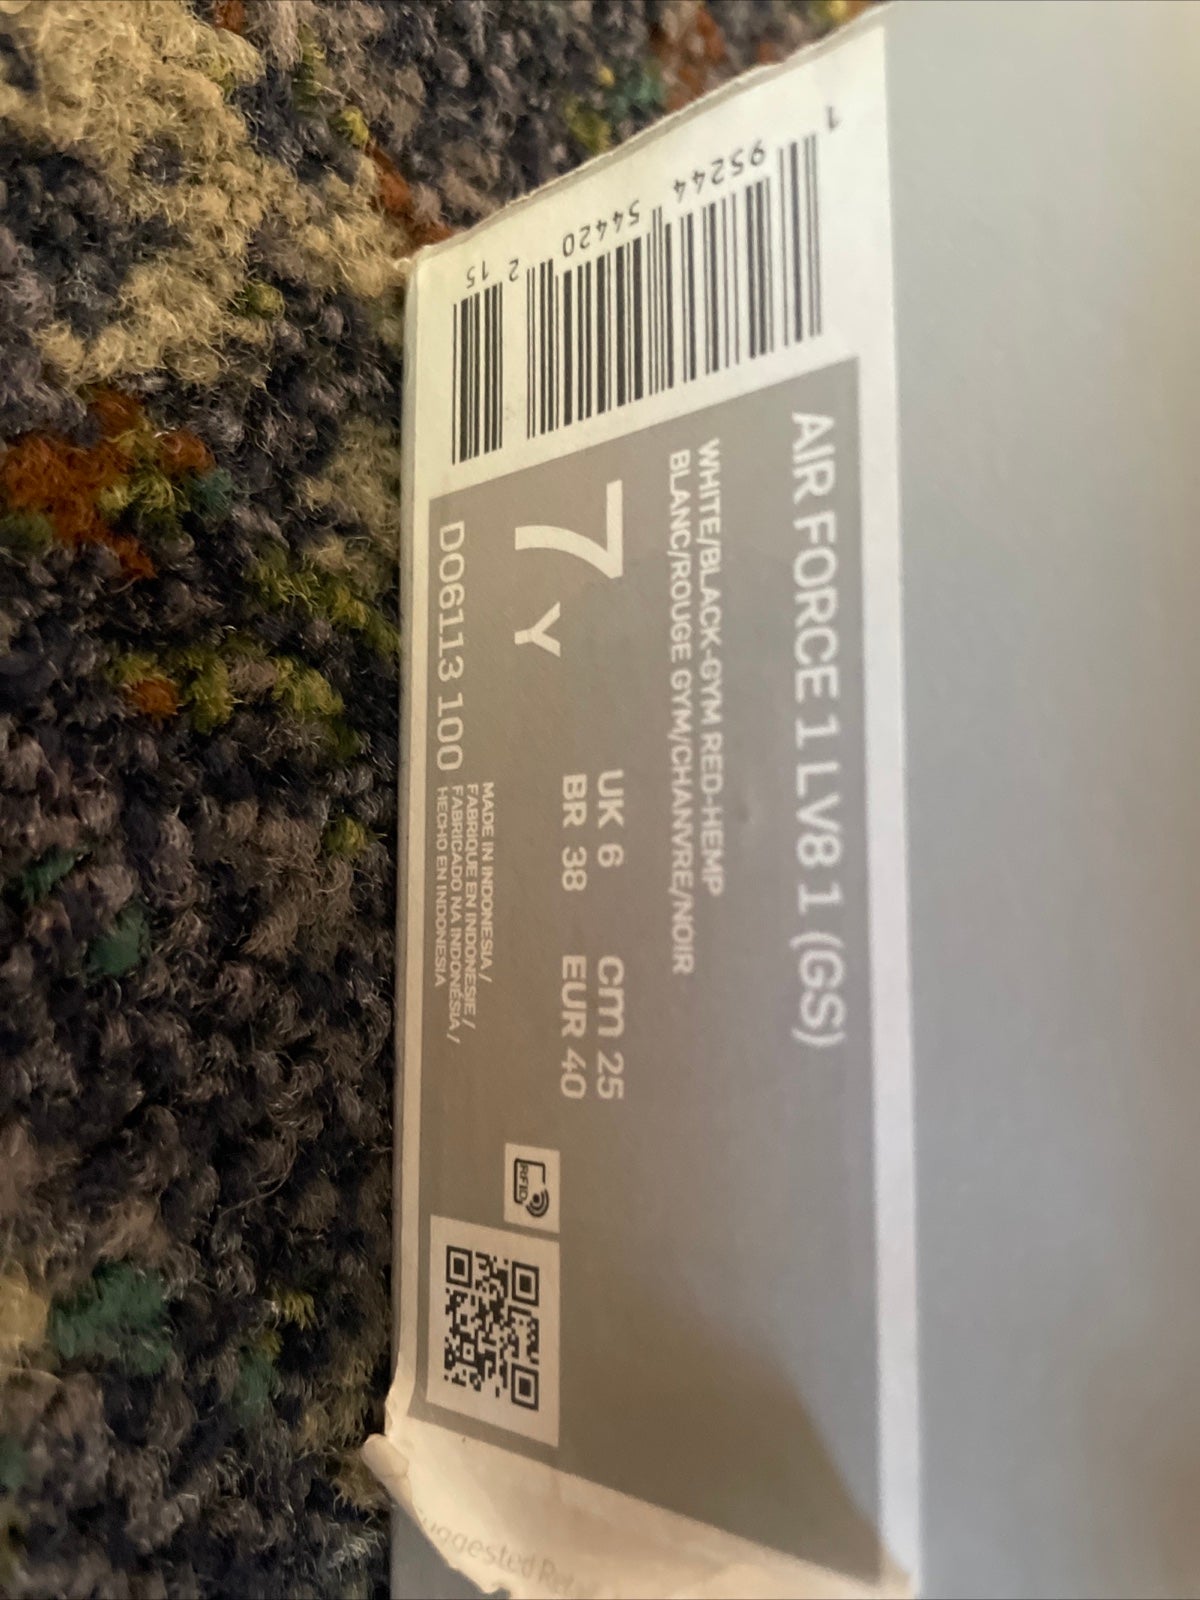 AIR FORCE 1 LV8 1 (GS)
WHITE/BLACK-GYM RED-HEMP
BLANC/ROUGE GYM/CHANVRE/NOIR
7 Y
UK 6 cm 25
BR 38 EUR 40
DO6113 100
MADE IN INDONESIA /
FABRIQUE EN INDONESIE /
FABRICADO NA INDONÉSIA /
HECHO EN INDONESIA
RFID
1 95244 54420 2 15
uggested Reta